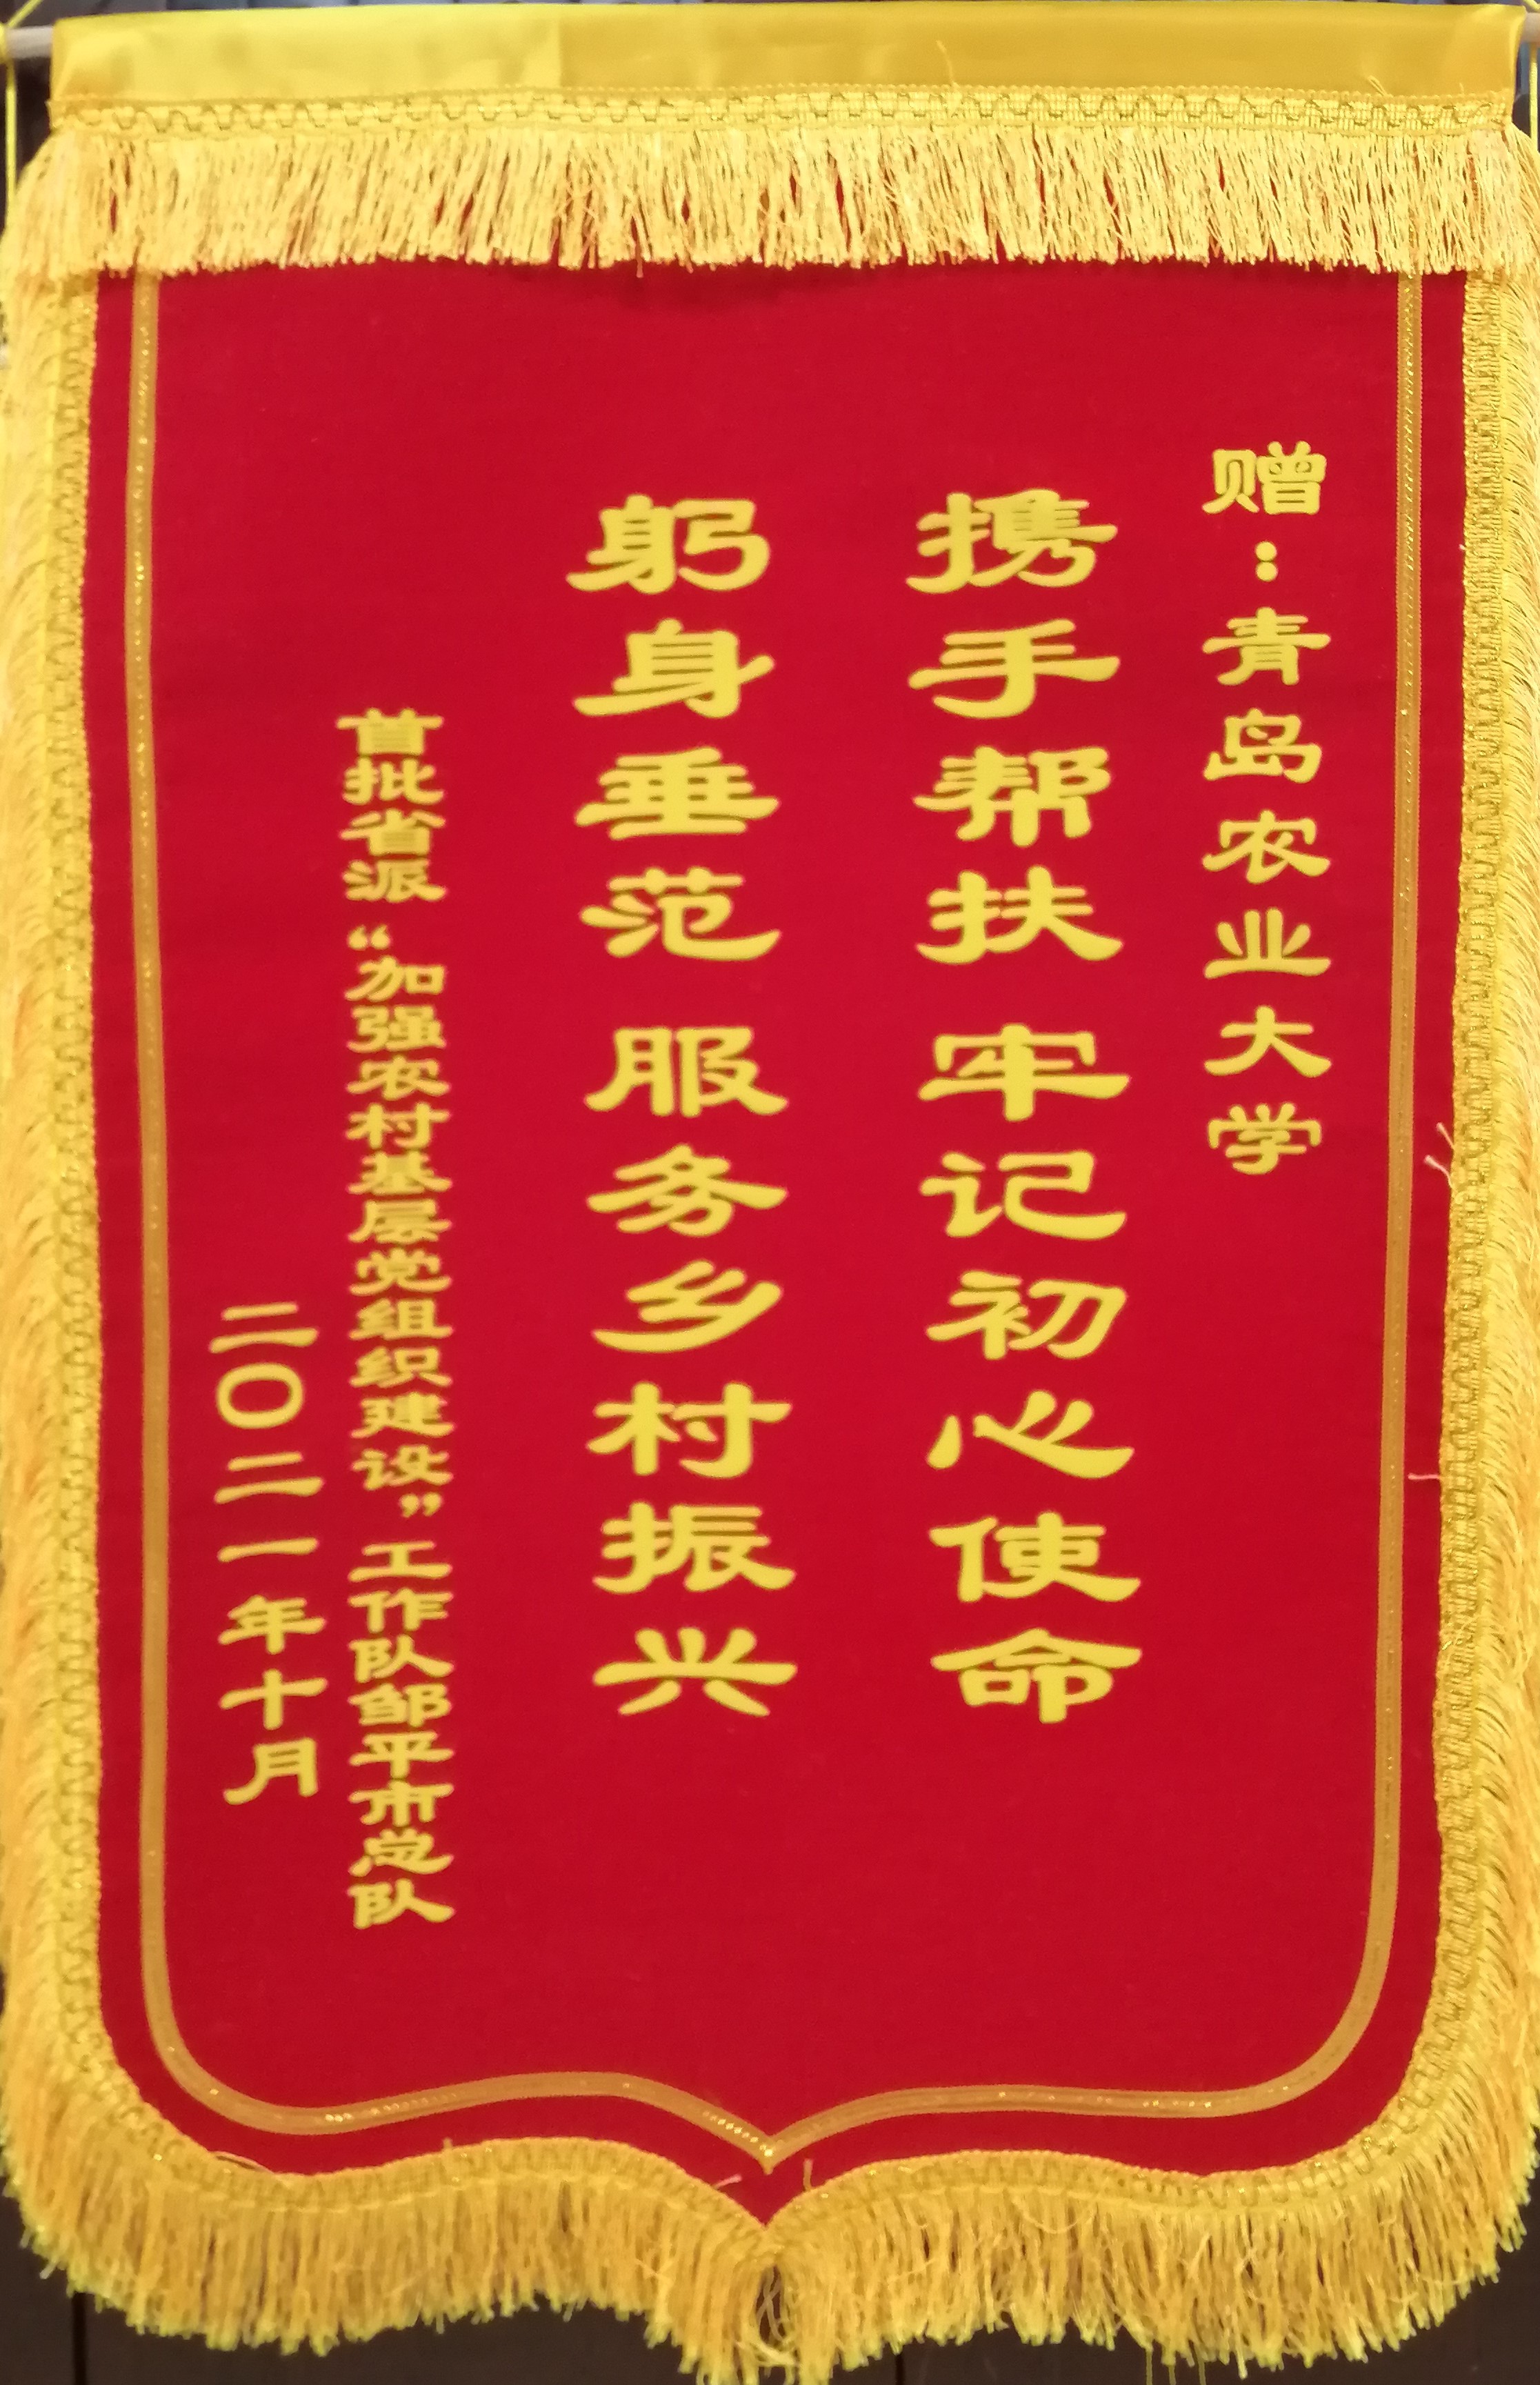 赠：青岛农业大学
携手帮扶 牢记初心使命
躬身垂范 服务乡村振兴
首批省派“加强农村基层党组织建设”工作队邹平市总队
二〇二一年十月